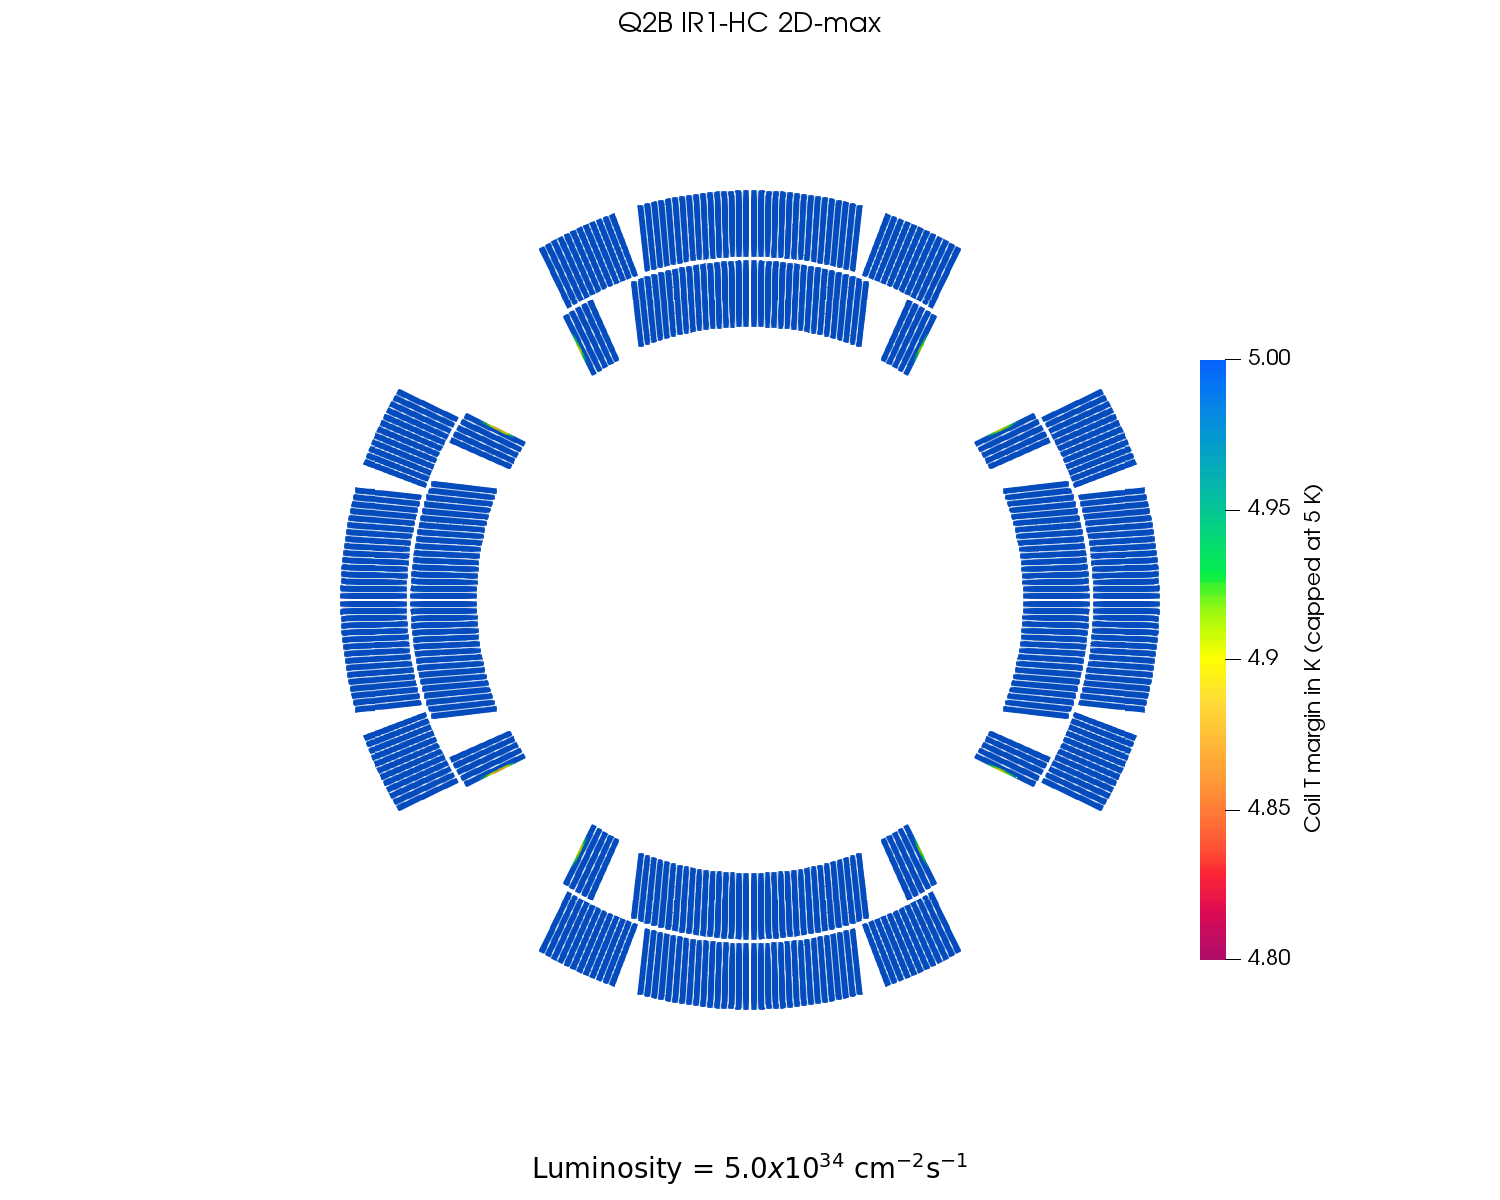 Q2B IR1-HC 2D-max
5.00
4.95
4.9
4.85
4.80
Coil T margin in K (capped at 5 K)
Luminosity = 5.0x10³⁴ cm⁻²s⁻¹